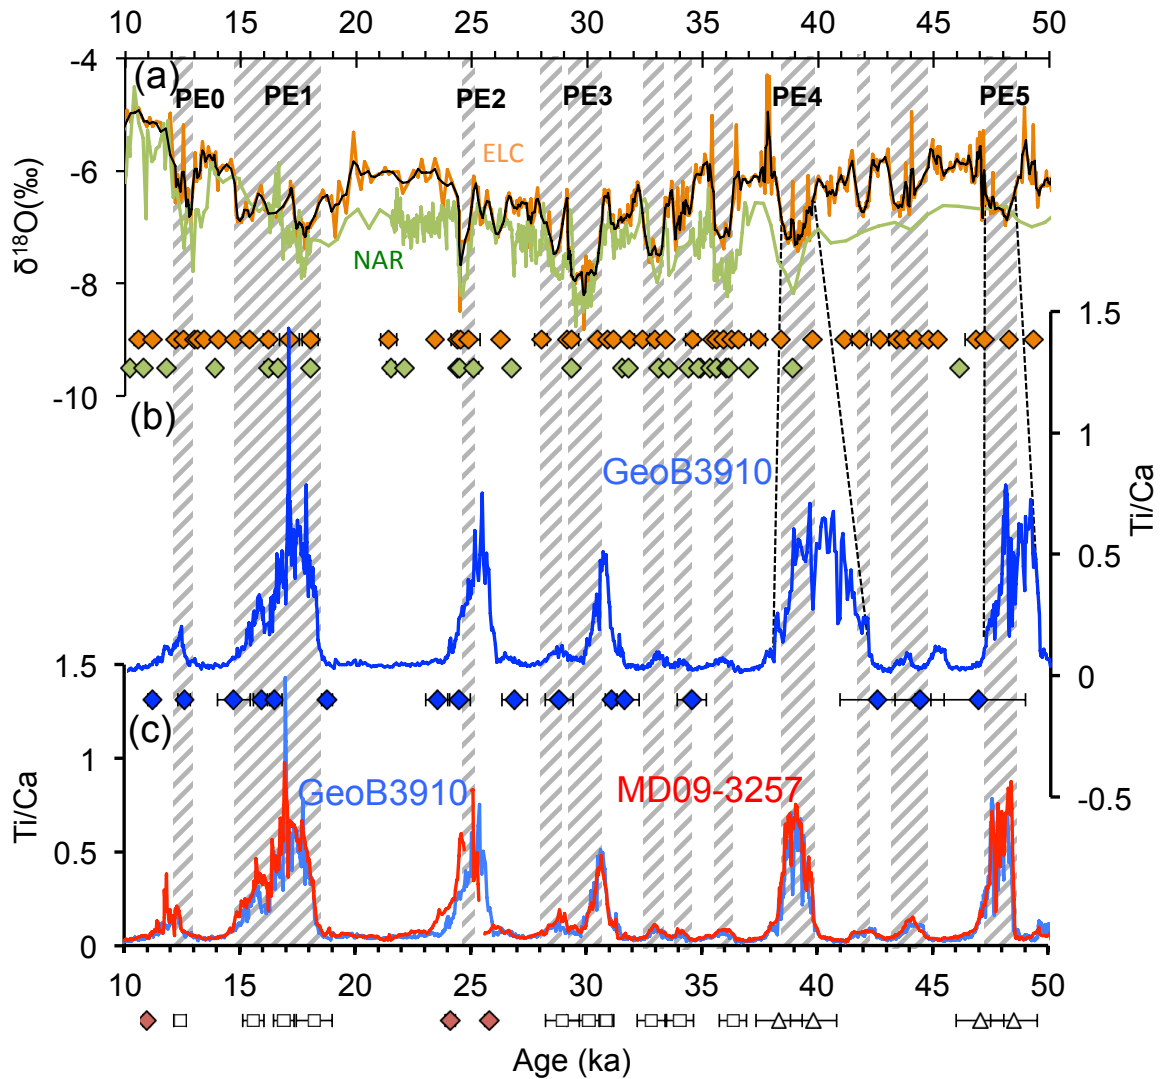 10 15 20 25 30 35 40 45 50
-4
(a)
PE0 PE1 PE2 PE3 PE4 PE5
ELC
-6
δ18O(‰)
NAR
-8
1.5
-10
(b)
1
GeoB3910
Ti/Ca
0.5
1.5
0
(c)
1
GeoB3910 MD09-3257
Ti/Ca
-0.5
0.5
0
10 15 20 25 30 35 40 45 50
Age (ka)